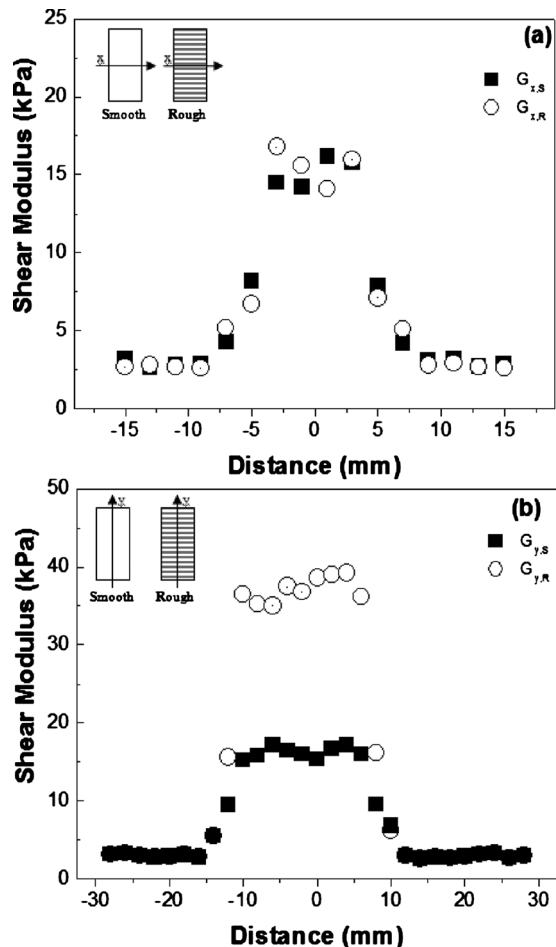 (a)
25
20
15
10
5
0
Shear Modulus (kPa)
x x
Smooth Rough
G x,S
G x,R
-15 -10 -5 0 5 10 15
Distance (mm)
(b)
50
40
30
20
10
0
Shear Modulus (kPa)
Smooth Rough
G y,S
G y,R
-30 -20 -10 0 10 20 30
Distance (mm)